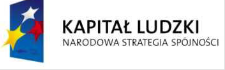 KAPITAŁ LUDZKI
NARODOWA STRATEGIA SPÓJNOŚCI